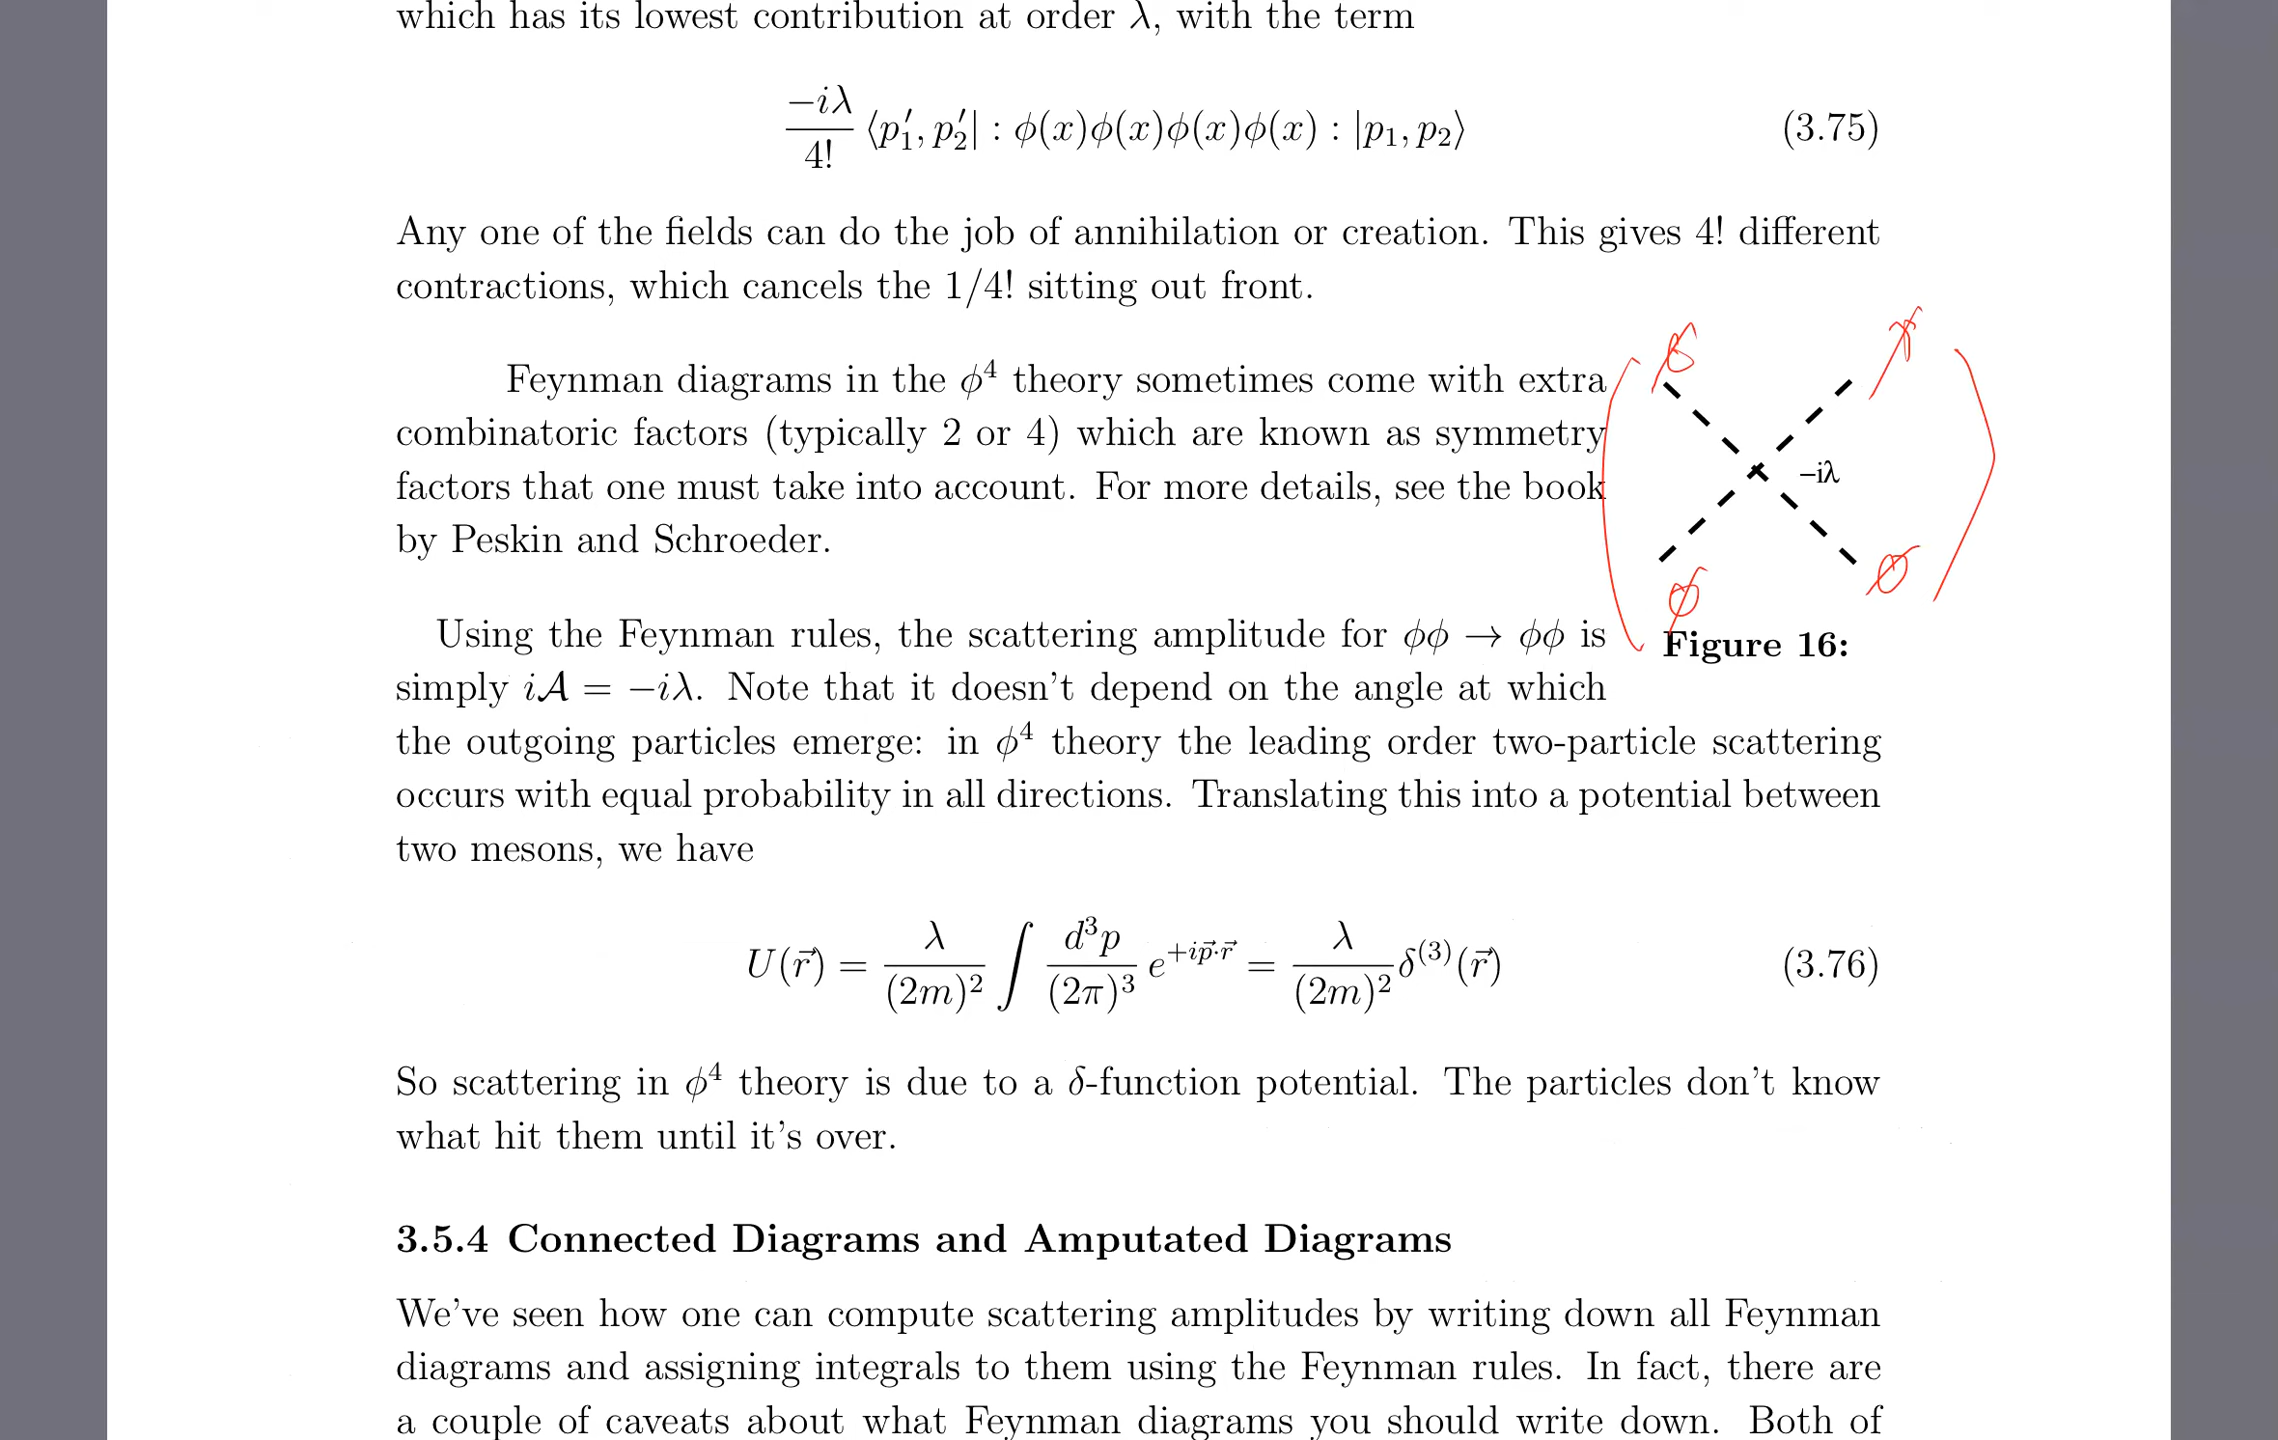 which has its lowest contribution at order λ, with the term
−iλ/4! ⟨p′₁, p′₂| : ϕ(x)ϕ(x)ϕ(x)ϕ(x) : |p₁, p₂⟩ (3.75)
Any one of the fields can do the job of annihilation or creation. This gives 4! different
contractions, which cancels the 1/4! sitting out front.
Feynman diagrams in the ϕ⁴ theory sometimes come with extra
combinatoric factors (typically 2 or 4) which are known as symmetry
factors that one must take into account. For more details, see the book
by Peskin and Schroeder.
ϕ ϕ
−iλ
ϕ ϕ
Figure 16:
Using the Feynman rules, the scattering amplitude for ϕϕ → ϕϕ is
simply i𝒜 = −iλ. Note that it doesn't depend on the angle at which
the outgoing particles emerge: in ϕ⁴ theory the leading order two-particle scattering
occurs with equal probability in all directions. Translating this into a potential between
two mesons, we have
U(r⃗) = λ/(2m)² ∫ d³p/(2π)³ e^{+ip⃗·r⃗} = λ/(2m)² δ⁽³⁾(r⃗) (3.76)
So scattering in ϕ⁴ theory is due to a δ-function potential. The particles don't know
what hit them until it's over.
3.5.4 Connected Diagrams and Amputated Diagrams
We've seen how one can compute scattering amplitudes by writing down all Feynman
diagrams and assigning integrals to them using the Feynman rules. In fact, there are
a couple of caveats about what Feynman diagrams you should write down. Both of